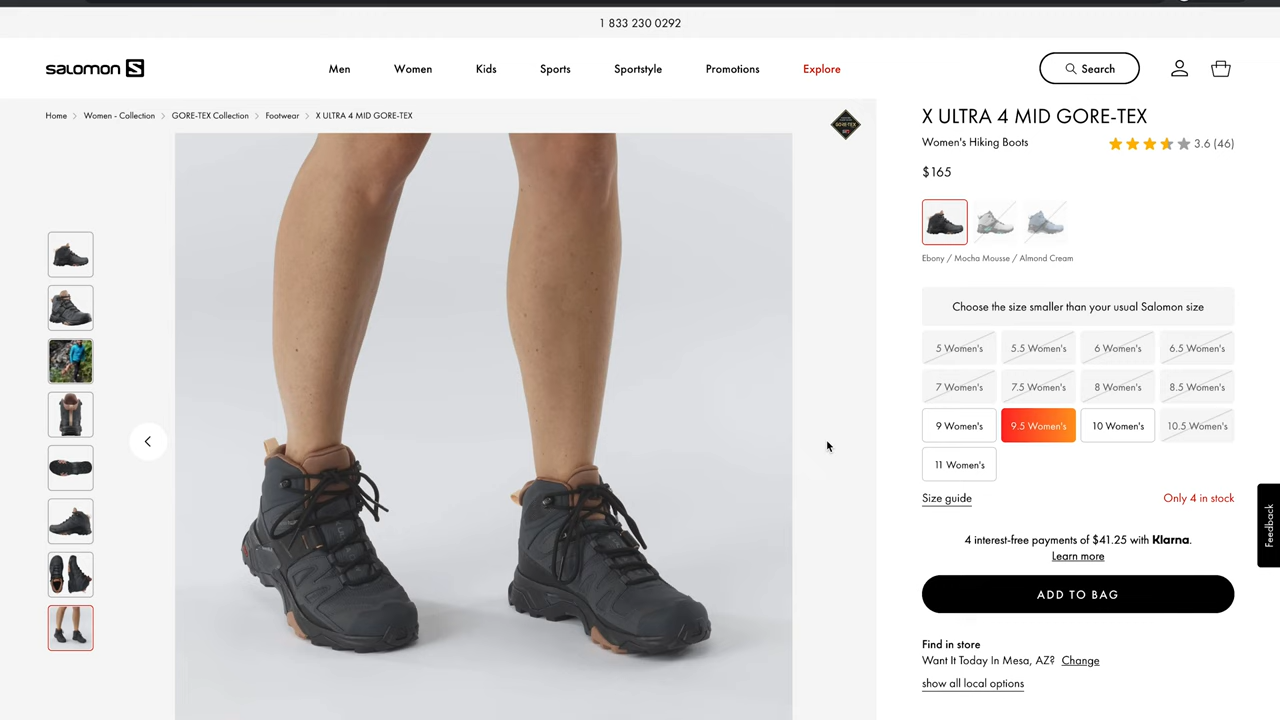 1 833 230 0292
salomon S
Men Women Kids Sports Sportstyle Promotions Explore
Search
Home > Women - Collection > GORE-TEX Collection > Footwear > X ULTRA 4 MID GORE-TEX
GORE-TEX
X ULTRA 4 MID GORE-TEX
Women's Hiking Boots
3.6 (46)
$165
Ebony / Mocha Mousse / Almond Cream
Choose the size smaller than your usual Salomon size
5 Women's 5.5 Women's 6 Women's 6.5 Women's
7 Women's 7.5 Women's 8 Women's 8.5 Women's
9 Women's 9.5 Women's 10 Women's 10.5 Women's
11 Women's
Size guide Only 4 in stock
4 interest-free payments of $41.25 with Klarna.
Learn more
ADD TO BAG
Find in store
Want It Today In Mesa, AZ? Change
show all local options
Feedback